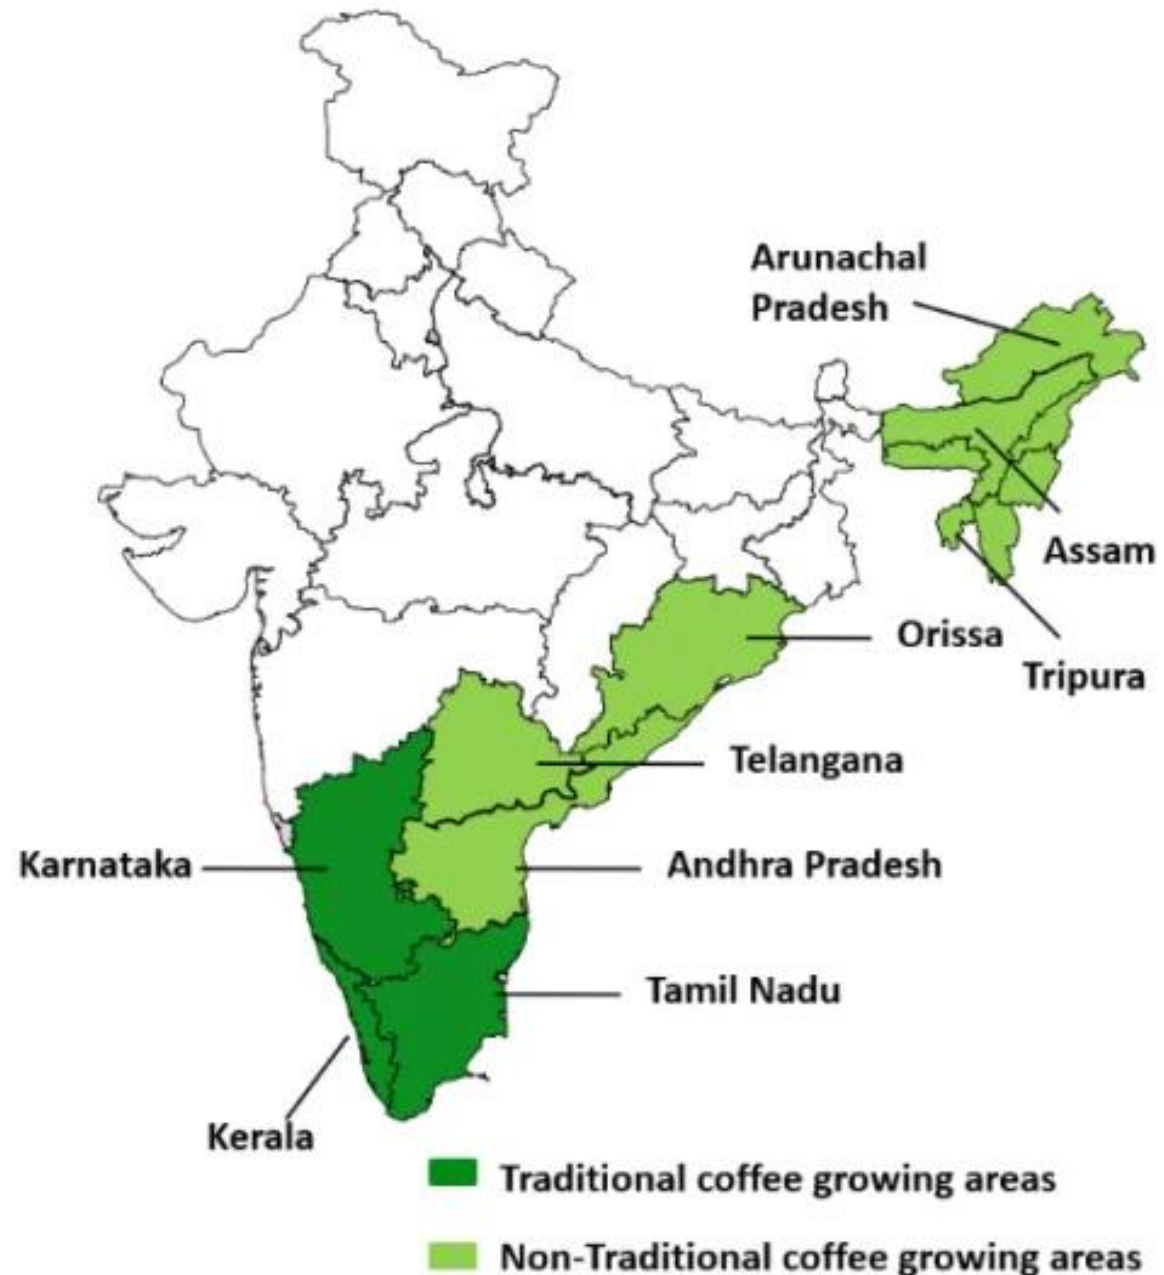 Arunachal
Pradesh
Assam
Orissa
Tripura
Telangana
Karnataka
Andhra Pradesh
Tamil Nadu
Kerala
Traditional coffee growing areas
Non-Traditional coffee growing areas